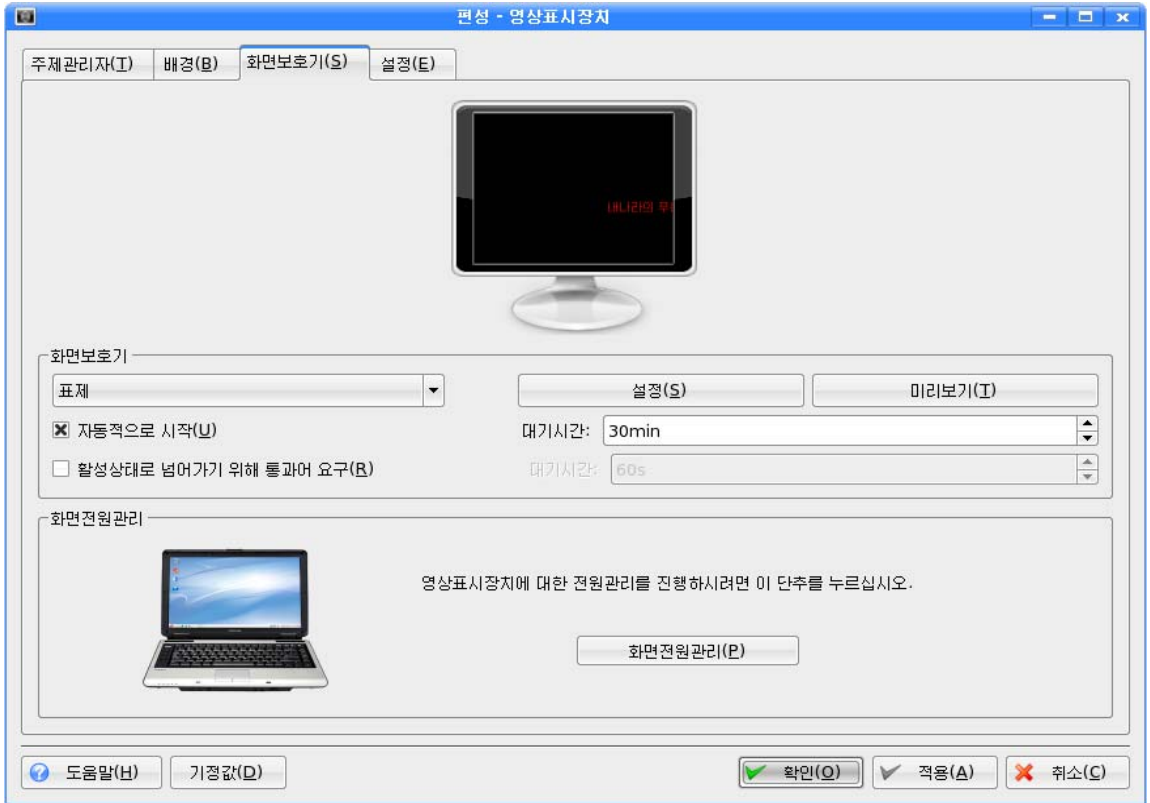 편성 - 영상표시장치
주제관리자(T) 배경(B) 화면보호기(S) 설정(E)
내나라의 푸
화면보호기
표제 설정(S) 미리보기(T)
자동적으로 시작(U) 대기시간: 30min
활성상태로 넘어가기 위해 통과어 요구(R) 대기시간: 60s
화면전원관리
영상표시장치에 대한 전원관리를 진행하시려면 이 단추를 누르십시오.
화면전원관리(P)
도움말(H) 기정값(D) 확인(O) 적용(A) 취소(C)